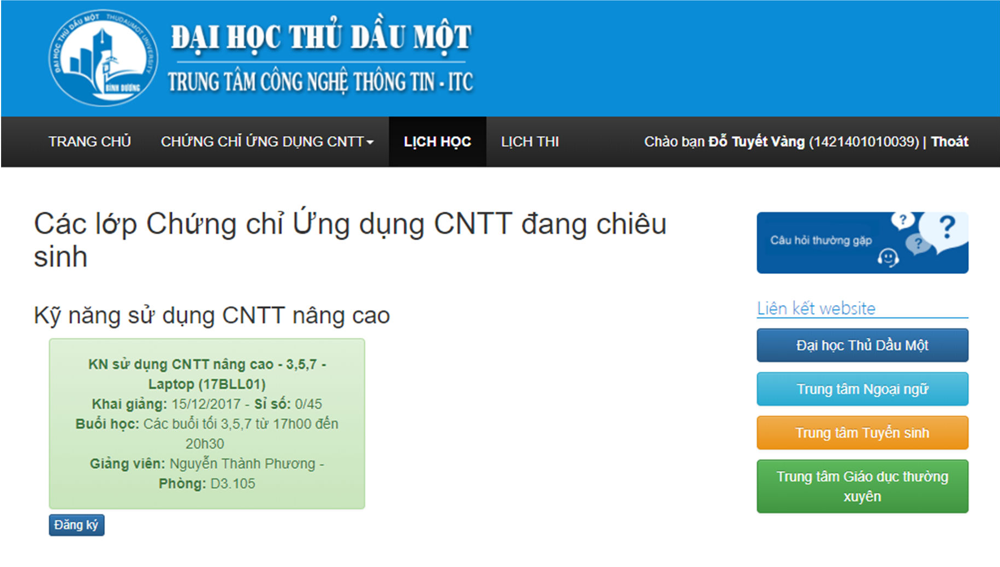 ĐẠI HỌC THỦ DẦU MỘT THUDAUMOT UNIVERSITY
BÌNH DƯƠNG
ĐẠI HỌC THỦ DẦU MỘT
TRUNG TÂM CÔNG NGHỆ THÔNG TIN - ITC
TRANG CHỦ CHỨNG CHỈ ỨNG DỤNG CNTT LỊCH HỌC LỊCH THI Chào bạn Đỗ Tuyết Vàng (1421401010039) | Thoát
Các lớp Chứng chỉ Ứng dụng CNTT đang chiêu
sinh
Kỹ năng sử dụng CNTT nâng cao
KN sử dụng CNTT nâng cao - 3,5,7 -
Laptop (17BLL01)
Khai giảng: 15/12/2017 - Sỉ số: 0/45
Buổi học: Các buổi tối 3,5,7 từ 17h00 đến
20h30
Giảng viên: Nguyễn Thành Phương -
Phòng: D3.105
Đăng ký
Câu hỏi thường gặp
? ? ?
Liên kết website
Đại học Thủ Dầu Một
Trung tâm Ngoại ngữ
Trung tâm Tuyển sinh
Trung tâm Giáo dục thường
xuyên